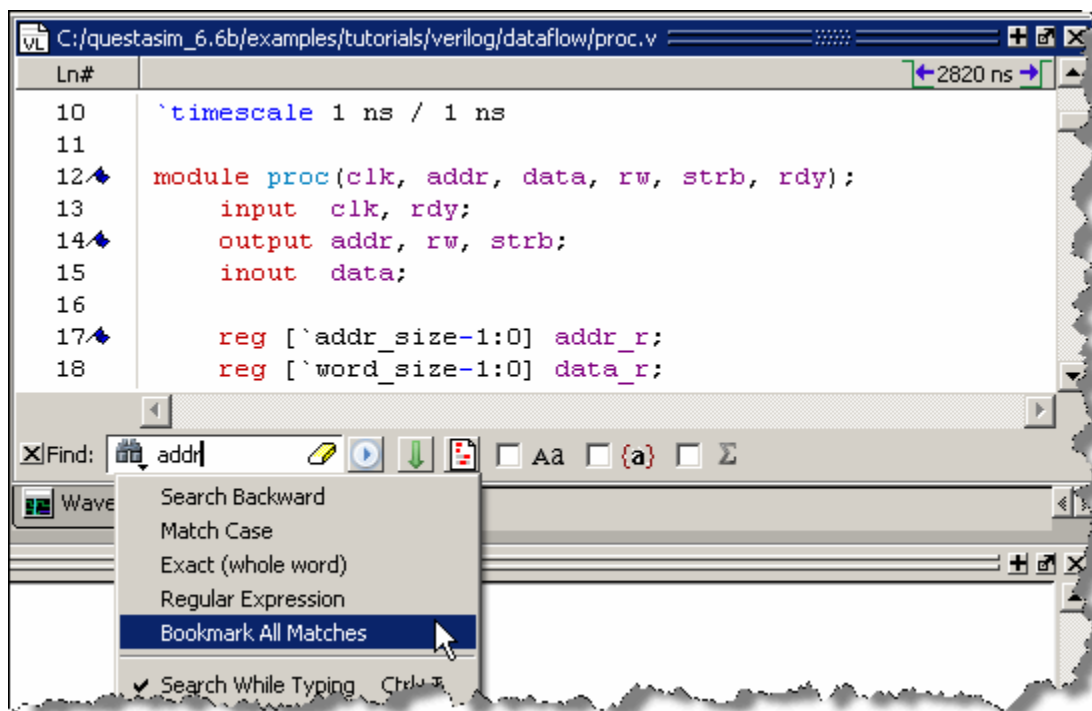 VL C:/questasim_6.6b/examples/tutorials/verilog/dataflow/proc.v
Ln# 2820 ns
10 `timescale 1 ns / 1 ns
11
12 module proc(clk, addr, data, rw, strb, rdy);
13 input clk, rdy;
14 output addr, rw, strb;
15 inout data;
16
17 reg [`addr_size-1:0] addr_r;
18 reg [`word_size-1:0] data_r;
Find: addr Aa {a} Σ
Wave
Search Backward
Match Case
Exact (whole word)
Regular Expression
Bookmark All Matches
Search While Typing